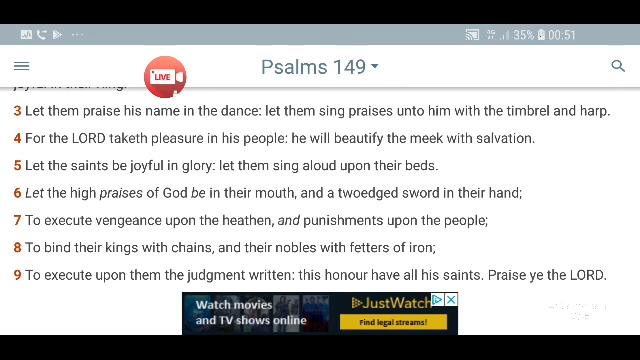 35% 00:51
LIVE
Psalms 149
joyful in their King.
3 Let them praise his name in the dance: let them sing praises unto him with the timbrel and harp.
4 For the LORD taketh pleasure in his people: he will beautify the meek with salvation.
5 Let the saints be joyful in glory: let them sing aloud upon their beds.
6 Let the high praises of God be in their mouth, and a twoedged sword in their hand;
7 To execute vengeance upon the heathen, and punishments upon the people;
8 To bind their kings with chains, and their nobles with fetters of iron;
9 To execute upon them the judgment written: this honour have all his saints. Praise ye the LORD.
Watch movies
and TV shows online
JustWatch
Find legal streams!